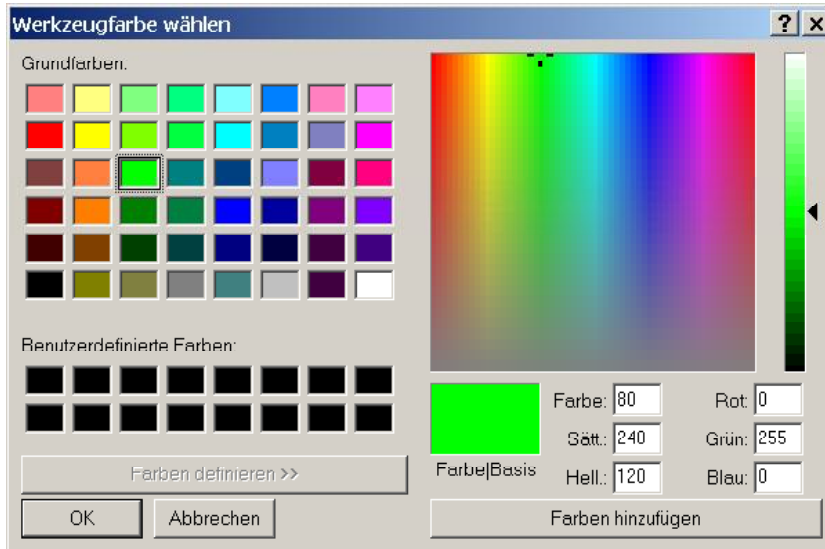 Werkzeugfarbe wählen ? x
Grundfarben:
Benutzerdefinierte Farben:
Farben definieren >>
OK
Abbrechen
Farbe|Basis
Farbe: 80
Sätt.: 240
Hell.: 120
Rot: 0
Grün: 255
Blau: 0
Farben hinzufügen